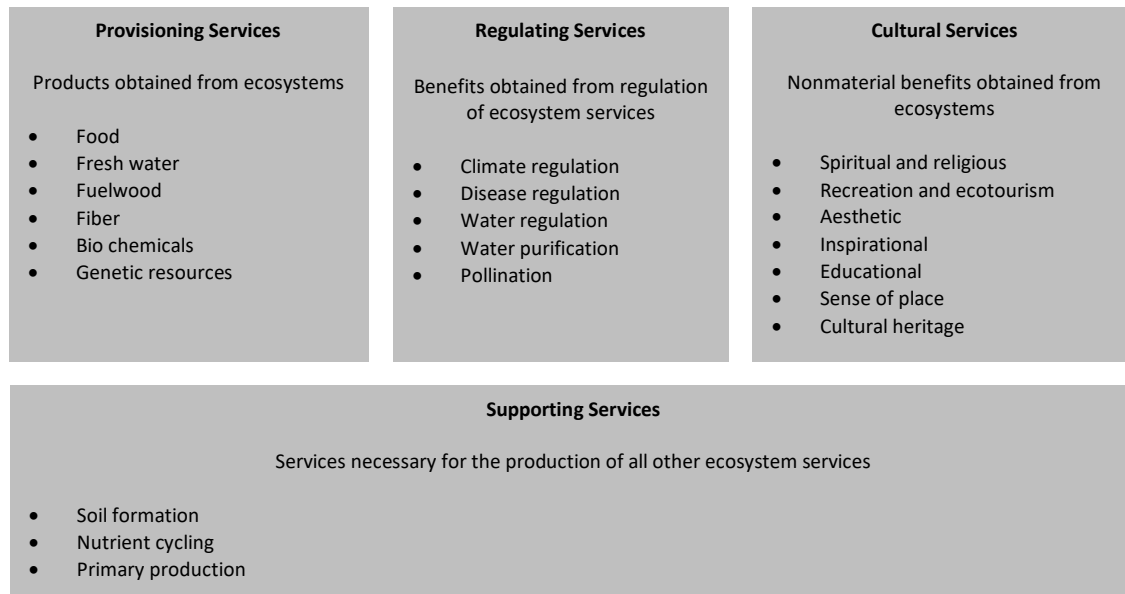 Provisioning Services
Products obtained from ecosystems
• Food
• Fresh water
• Fuelwood
• Fiber
• Bio chemicals
• Genetic resources
Regulating Services
Benefits obtained from regulation
of ecosystem services
• Climate regulation
• Disease regulation
• Water regulation
• Water purification
• Pollination
Cultural Services
Nonmaterial benefits obtained from
ecosystems
• Spiritual and religious
• Recreation and ecotourism
• Aesthetic
• Inspirational
• Educational
• Sense of place
• Cultural heritage
Supporting Services
Services necessary for the production of all other ecosystem services
• Soil formation
• Nutrient cycling
• Primary production